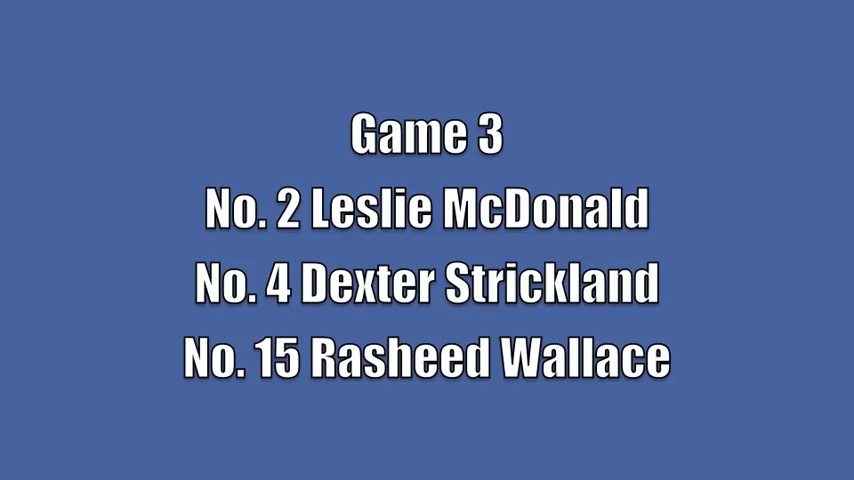 Game 3
No. 2 Leslie McDonald
No. 4 Dexter Strickland
No. 15 Rasheed Wallace